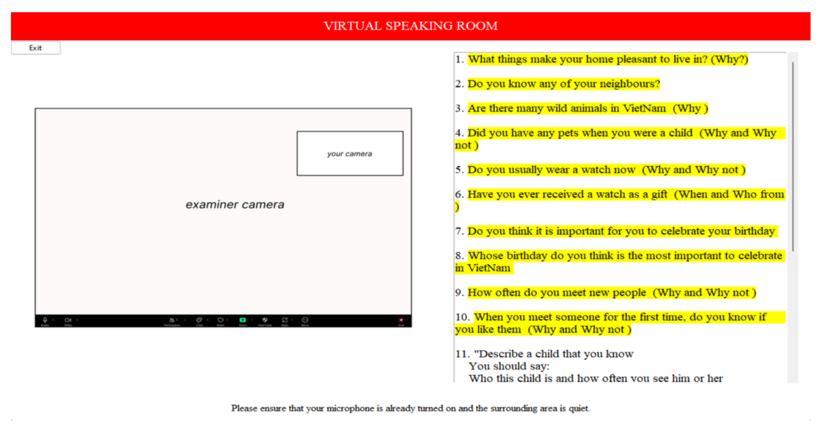 VIRTUAL SPEAKING ROOM
Exit
your camera
examiner camera
1. What things make your home pleasant to live in? (Why?)
2. Do you know any of your neighbours?
3. Are there many wild animals in VietNam (Why )
4. Did you have any pets when you were a child (Why and Why
not )
5. Do you usually wear a watch now (Why and Why not )
6. Have you ever received a watch as a gift (When and Who from
)
7. Do you think it is important for you to celebrate your birthday
8. Whose birthday do you think is the most important to celebrate
in VietNam
9. How often do you meet new people (Why and Why not )
10. When you meet someone for the first time, do you know if
you like them (Why and Why not )
11. "Describe a child that you know
You should say:
Who this child is and how often you see him or her
Please ensure that your microphone is already turned on and the surrounding area is quiet.